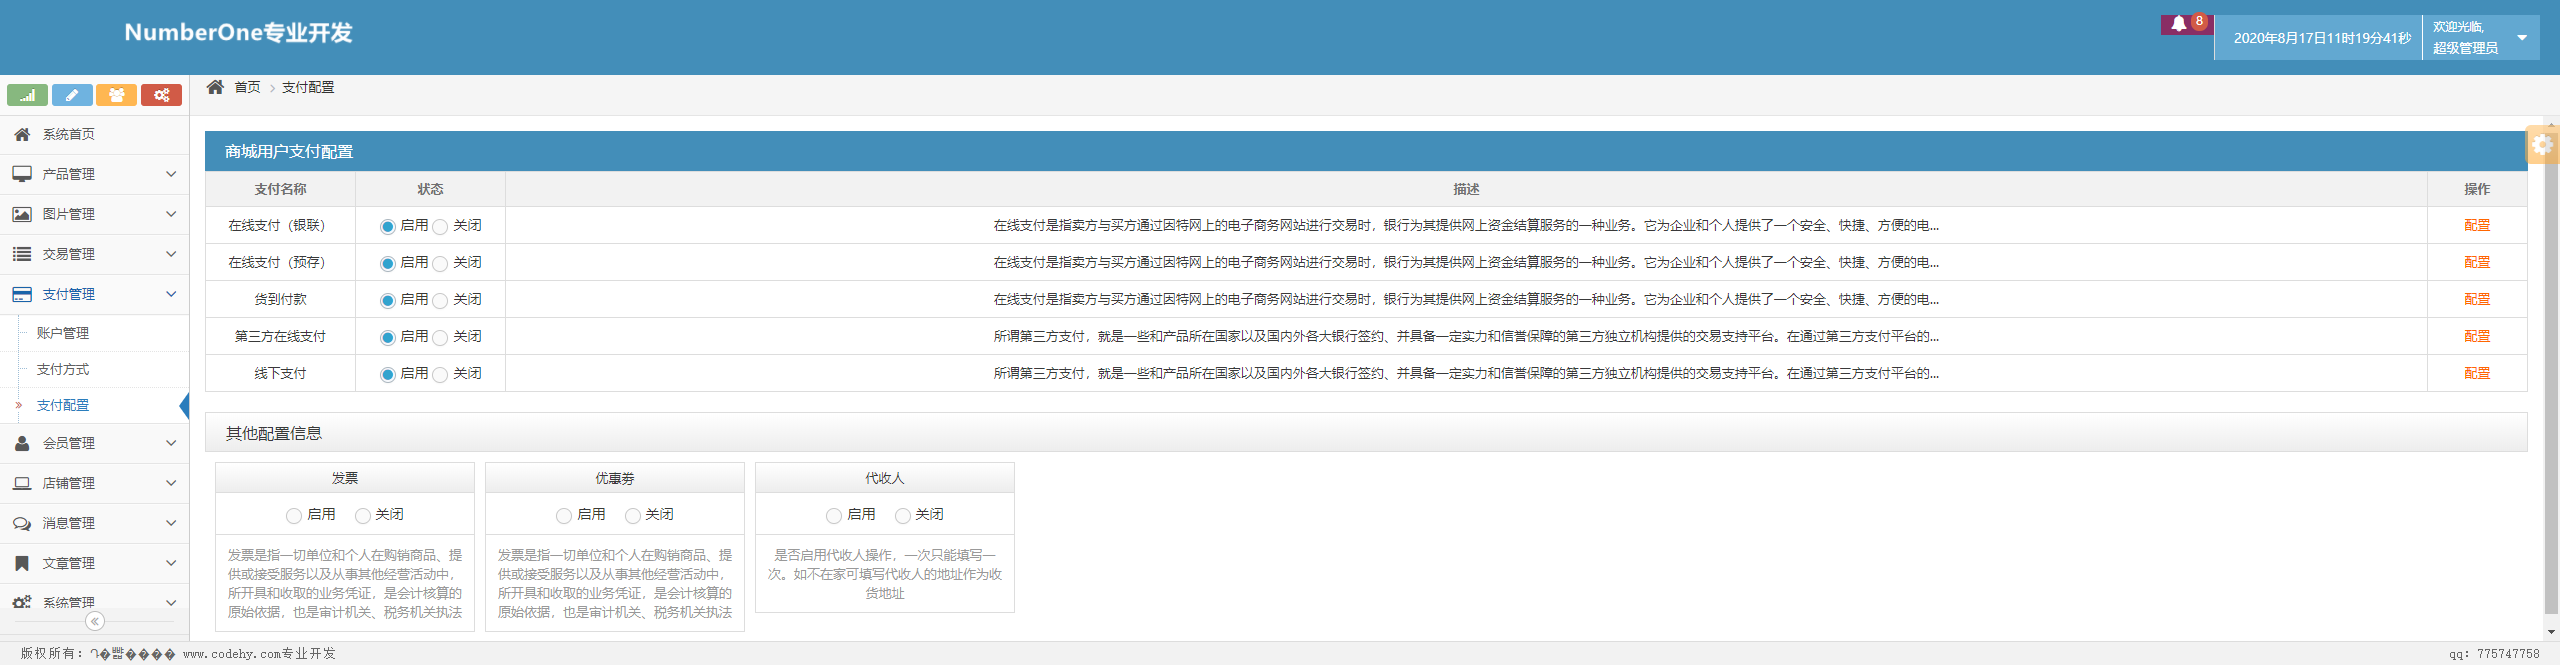 NumberOne专业开发
8
2020年8月17日11时19分41秒
欢迎光临,
超级管理员
首页
支付配置
系统首页
产品管理
图片管理
交易管理
支付管理
账户管理
支付方式
支付配置
会员管理
店铺管理
消息管理
文章管理
系统管理
商城用户支付配置
支付名称 状态 描述 操作
在线支付（银联） 启用 关闭 在线支付是指卖方与买方通过因特网上的电子商务网站进行交易时，银行为其提供网上资金结算服务的一种业务。它为企业和个人提供了一个安全、快捷、方便的电... 配置
在线支付（预存） 启用 关闭 在线支付是指卖方与买方通过因特网上的电子商务网站进行交易时，银行为其提供网上资金结算服务的一种业务。它为企业和个人提供了一个安全、快捷、方便的电... 配置
货到付款 启用 关闭 在线支付是指卖方与买方通过因特网上的电子商务网站进行交易时，银行为其提供网上资金结算服务的一种业务。它为企业和个人提供了一个安全、快捷、方便的电... 配置
第三方在线支付 启用 关闭 所谓第三方支付，就是一些和产品所在国家以及国内外各大银行签约、并具备一定实力和信誉保障的第三方独立机构提供的交易支持平台。在通过第三方支付平台的... 配置
线下支付 启用 关闭 所谓第三方支付，就是一些和产品所在国家以及国内外各大银行签约、并具备一定实力和信誉保障的第三方独立机构提供的交易支持平台。在通过第三方支付平台的... 配置
其他配置信息
发票
启用 关闭
发票是指一切单位和个人在购销商品、提
供或接受服务以及从事其他经营活动中，
所开具和收取的业务凭证，是会计核算的
原始依据，也是审计机关、税务机关执法
优惠劵
启用 关闭
发票是指一切单位和个人在购销商品、提
供或接受服务以及从事其他经营活动中，
所开具和收取的业务凭证，是会计核算的
原始依据，也是审计机关、税务机关执法
代收人
启用 关闭
是否启用代收人操作，一次只能填写一
次。如不在家可填写代收人的地址作为收
货地址
版权所有： www.codehy.com专业开发
qq: 775747758